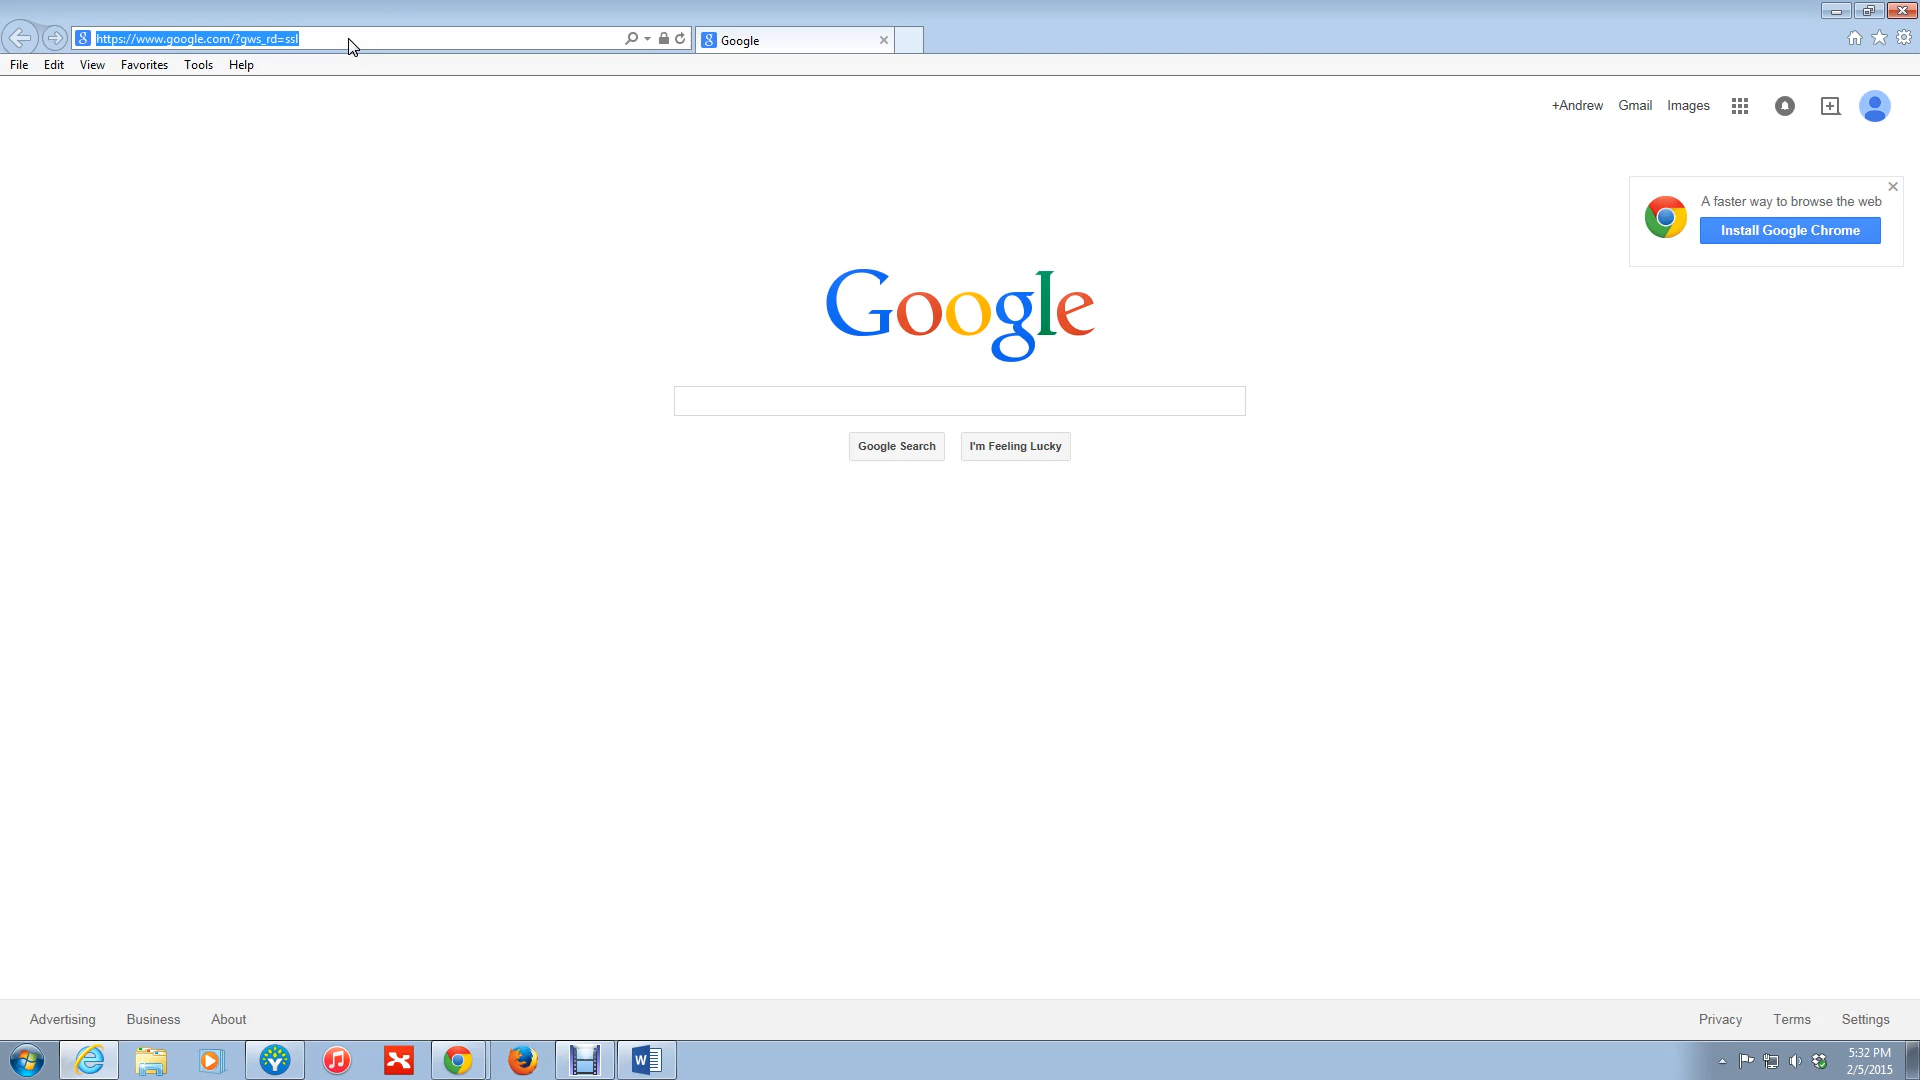 https://www.google.com/?gws_rd=ssl
Google
File Edit View Favorites Tools Help
+Andrew Gmail Images
A faster way to browse the web
Install Google Chrome
Google
Google Search I'm Feeling Lucky
Advertising Business About Privacy Terms Settings
5:32 PM
2/5/2015